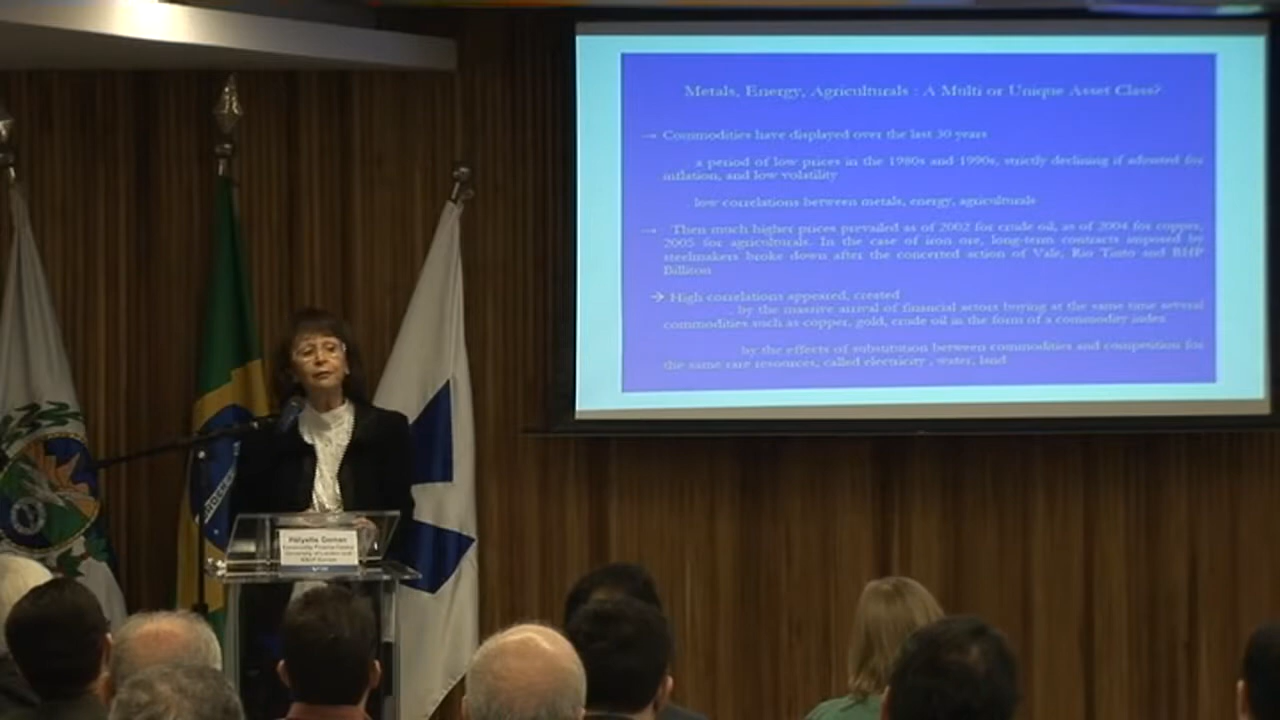 Metals, Energy, Agriculturals : A Multi or Unique Asset Class?
→ Commodities have displayed over the last 30 years
a period of low prices in the 1980s and 1990s, strictly declining if adjusted for
inflation, and low volatility
low correlations between metals, energy, agriculturals
→ Then much higher prices prevailed as of 2002 for crude oil, as of 2004 for copper,
2005 for agriculturals. In the case of iron ore, long-term contracts imposed by
steelmakers broke down after the concerted action of Vale, Rio Tinto and BHP
Billiton
→ High correlations appeared, created
by the massive arrival of financial actors buying at the same time several
commodities such as copper, gold, crude oil in the form of a commodity index
by the effects of substitution between commodities and competition for
the same rare resources, called electricity , water, land
Hélyette Geman
Commodity Finance Centre
University of London and